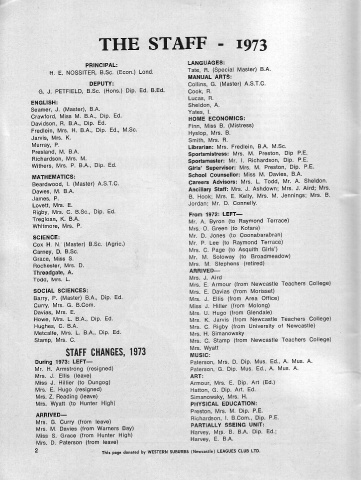 THE STAFF - 1973
PRINCIPAL:
H. E. NOSSITER, B.Sc. (Econ.) Lond.
DEPUTY:
G. J. PETFIELD, B.Sc. (Hons.) Dip. Ed. B.Ed.
ENGLISH:
Seamer, J. (Master), B.A.
Crawford, Miss M. B.A., Dip. Ed.
Davidson, R. B.A., Dip. Ed.
Fredlein, Mrs. H. B.A., Dip. Ed., M.Sc.
Jarvis, Mrs. K.
Murray, P.
Presland, M. B.A.
Richardson, Mrs. M.
Withers, Mrs. P. B.A., Dip. Ed.
MATHEMATICS:
Beardwood, I. (Master) A.S.T.C.
Dawes, M. B.A.
James, P.
Lovett, Mrs. E.
Rigby, Mrs. C. B.Sc., Dip. Ed.
Tregloan, K. B.A.
Whitmore, Mrs. P.
SCIENCE:
Cox H. N. (Master) B.Sc. (Agric.)
Carney, D. B.Sc.
Grace, Miss S.
Rochester, Mrs. D.
Threadgate, A.
Todd, Mrs. L.
SOCIAL SCIENCES:
Barry, P. (Master) B.A., Dip. Ed.
Curry, Mrs. G. B.Com.
Davies, Mrs. E.
Howe, Mrs. L. B.A., Dip. Ed.
Hughes, C. B.A.
Metcalfe, Mrs. L. B.A., Dip. Ed.
Stamp, Mrs. C.
STAFF CHANGES, 1973
During 1973: LEFT—
Mr. H. Armstrong (resigned)
Mrs. J. Ellis (leave)
Miss J. Hillier (to Dungog)
Mrs. E. Hugo (resigned)
Mrs. Z. Reading (leave)
Mrs. Wyatt (to Hunter High)
ARRIVED—
Mrs. G. Curry (from leave)
Mrs. M. Davies (from Warners Bay)
Miss S. Grace (from Hunter High)
Mrs. D. Paterson (from leave)
LANGUAGES:
Tate, R. (Special Master) B.A.
MANUAL ARTS:
Collins, G. (Master) A.S.T.C.
Cook, R.
Lucas, R.
Sheldon, A.
Yates, I.
HOME ECONOMICS:
Finn, Miss B. (Mistress)
Hyslop, Mrs. B.
Smith, Mrs. R.
Librarian: Mrs. Fredlein, B.A, M.Sc.
Sportsmistress: Mrs. M. Preston, Dip P.E.
Sportsmaster: Mr. I. Richardson, Dip. P.E.
Girls' Supervisor: Mrs. M. Preston, Dip. P.E.
School Counsellor: Miss M. Davies, B.A.
Careers Advisors: Mrs. L. Todd, Mr. A. Sheldon.
Ancillary Staff: Mrs. J. Ashdown; Mrs. J. Aird; Mrs.
B. Hook; Mrs. E. Kelly, Mrs. M. Jennings; Mrs. B.
Jordan: Mr. D. Connelly.
From 1972: LEFT—
Mr. A. Byron (to Raymond Terrace)
Mrs. O. Green (to Kotara)
Mr. D. Jones (to Coonabarabran)
Mr. P. Lee (to Raymond Terrace)
Mrs. C. Page (to Asquith Girls')
Mr. M. Soloway (to Broadmeadow)
Mrs. M. Stephens (retired)
ARRIVED—
Mrs. J. Aird
Mrs. E. Armour (from Newcastle Teachers College)
Mrs. E. Davias (from Morisset)
Mrs. J. Ellis (from Area Office)
Miss J. Hillier (from Molong)
Mrs. U. Hugo (from Glendale)
Mrs. K. Jarvis (from Newcastle Teachers College)
Mrs. C. Rigby (from University of Newcastle)
Mrs. H. Simanowsky
Mrs. C. Stamp (from Newcastle Teachers College)
Mrs. Wyatt
MUSIC:
Paterson, Mrs. D. Dip. Mus. Ed., A. Mus. A.
Paterson, G. Dip. Mus. Ed., A. Mus. A.
ART:
Armour, Mrs. E. Dip. Art (Ed.)
Hatton, G. Dip. Art. Ed.
Simanowsky, Mrs. H.
PHYSICAL EDUCATION:
Preston, Mrs. M. Dip. P.E.
Richardson, I. B.Com., Dip. P.E.
PARTIALLY SSEING UNIT:
Harvey, Mrs. B. B.A., Dip. Ed.;
Harvey, E. B.A.
2
This page donated by WESTERN SUBURBS (Newcastle) LEAGUES CLUB LTD.